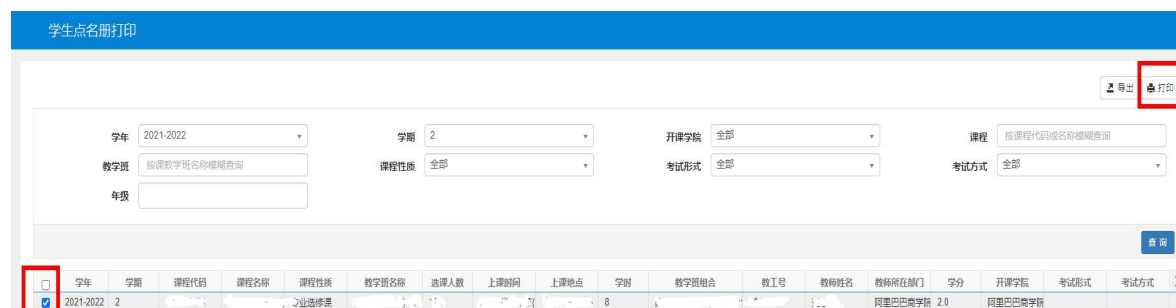 学生点名册打印
导出 打印
学年 2021-2022 学期 2 开课学院 全部 课程 按课程代码或名称模糊查询
教学班 按课教学班名称模糊查询 课程性质 全部 考试形式 全部 考试方式 全部
年级
查询
学年 学期 课程代码 课程名称 课程性质 教学班名称 选课人数 上课时间 上课地点 学时 教学班组合 教工号 教师姓名 教师所在部门 学分 开课学院 考试形式 考试方式
2021-2022 2 专业选修课 8 阿里巴巴商学院 2.0 阿里巴巴商学院